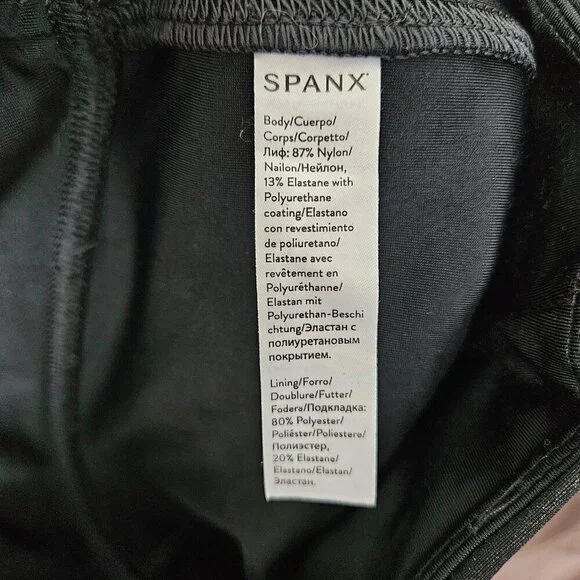 SPANX®
Body/Cuerpo/
Corps/Corpetto/
Лиф: 87% Nylon/
Nailon/Нейлон,
13% Elastane with
Polyurethane
coating/Elastano
con revestimiento
de poliuretano/
Elastane avec
revêtement en
Polyuréthanne/
Elastan mit
Polyurethan-Beschi
chtung/Эластан с
полиуретановым
покрытием.
Lining/Forro/
Doublure/Futter/
Fodera/Подкладка:
80% Polyester/
Poliéster/Poliestere/
Полиэстер,
20% Elastane/
Elastano/Elastan/
Эластан.